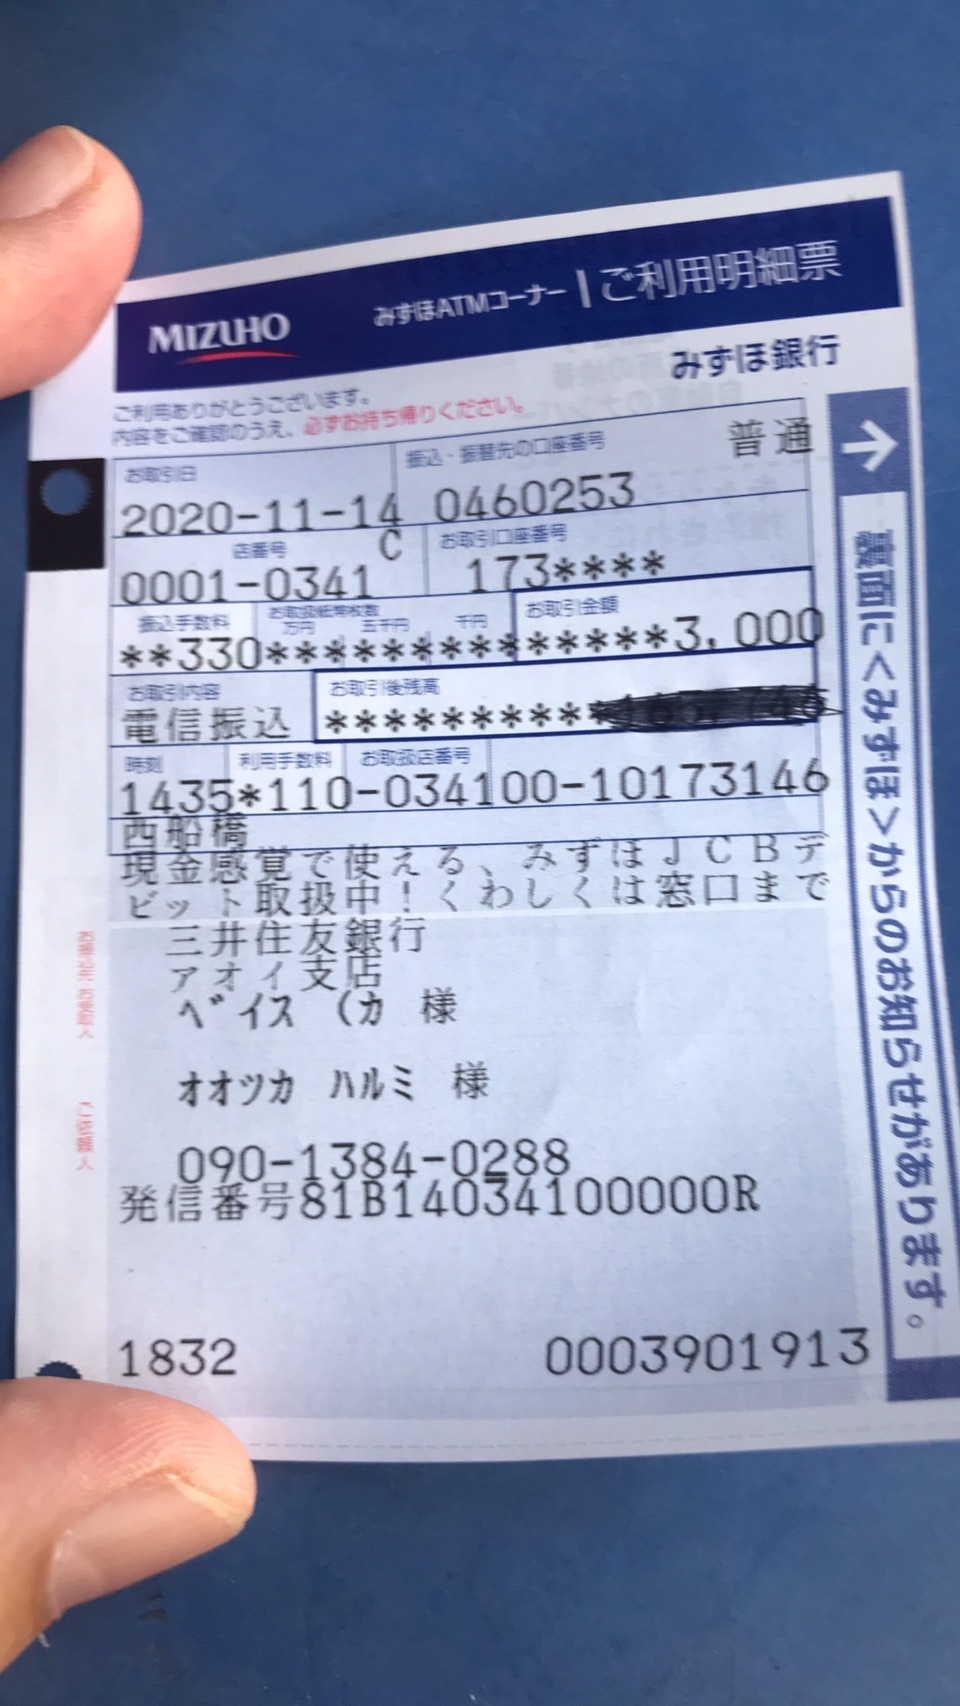 MIZUHO みずほATMコーナー | ご利用明細票
みずほ銀行
ご利用ありがとうございます。
内容をご確認のうえ、必ずお持ち帰りください。
お取引日 振込・振替先の口座番号 普通
2020-11-14 0460253
店番号 C お取引口座番号
0001-0341 173****
振込手数料 お取扱紙幣枚数 お取引金額
万円 五千円 千円
**330*******************3,000
お取引内容 お取引後残高
電信振込 **********
時刻 利用手数料 お取扱店番号
1435*110-034100-10173146
西船橋
現金感覚で使える、みずほJCBデ
ビット取扱中!くわしくは窓口まで
三井住友銀行
アオイ支店
ベイス (カ 様
オオツカ ハルミ 様
090-1384-0288
発信番号81B14034100000R
1832 0003901913
お振込先 お受取人
ご依頼人
→ 裏面に<みずほ>からのお知らせがあります。